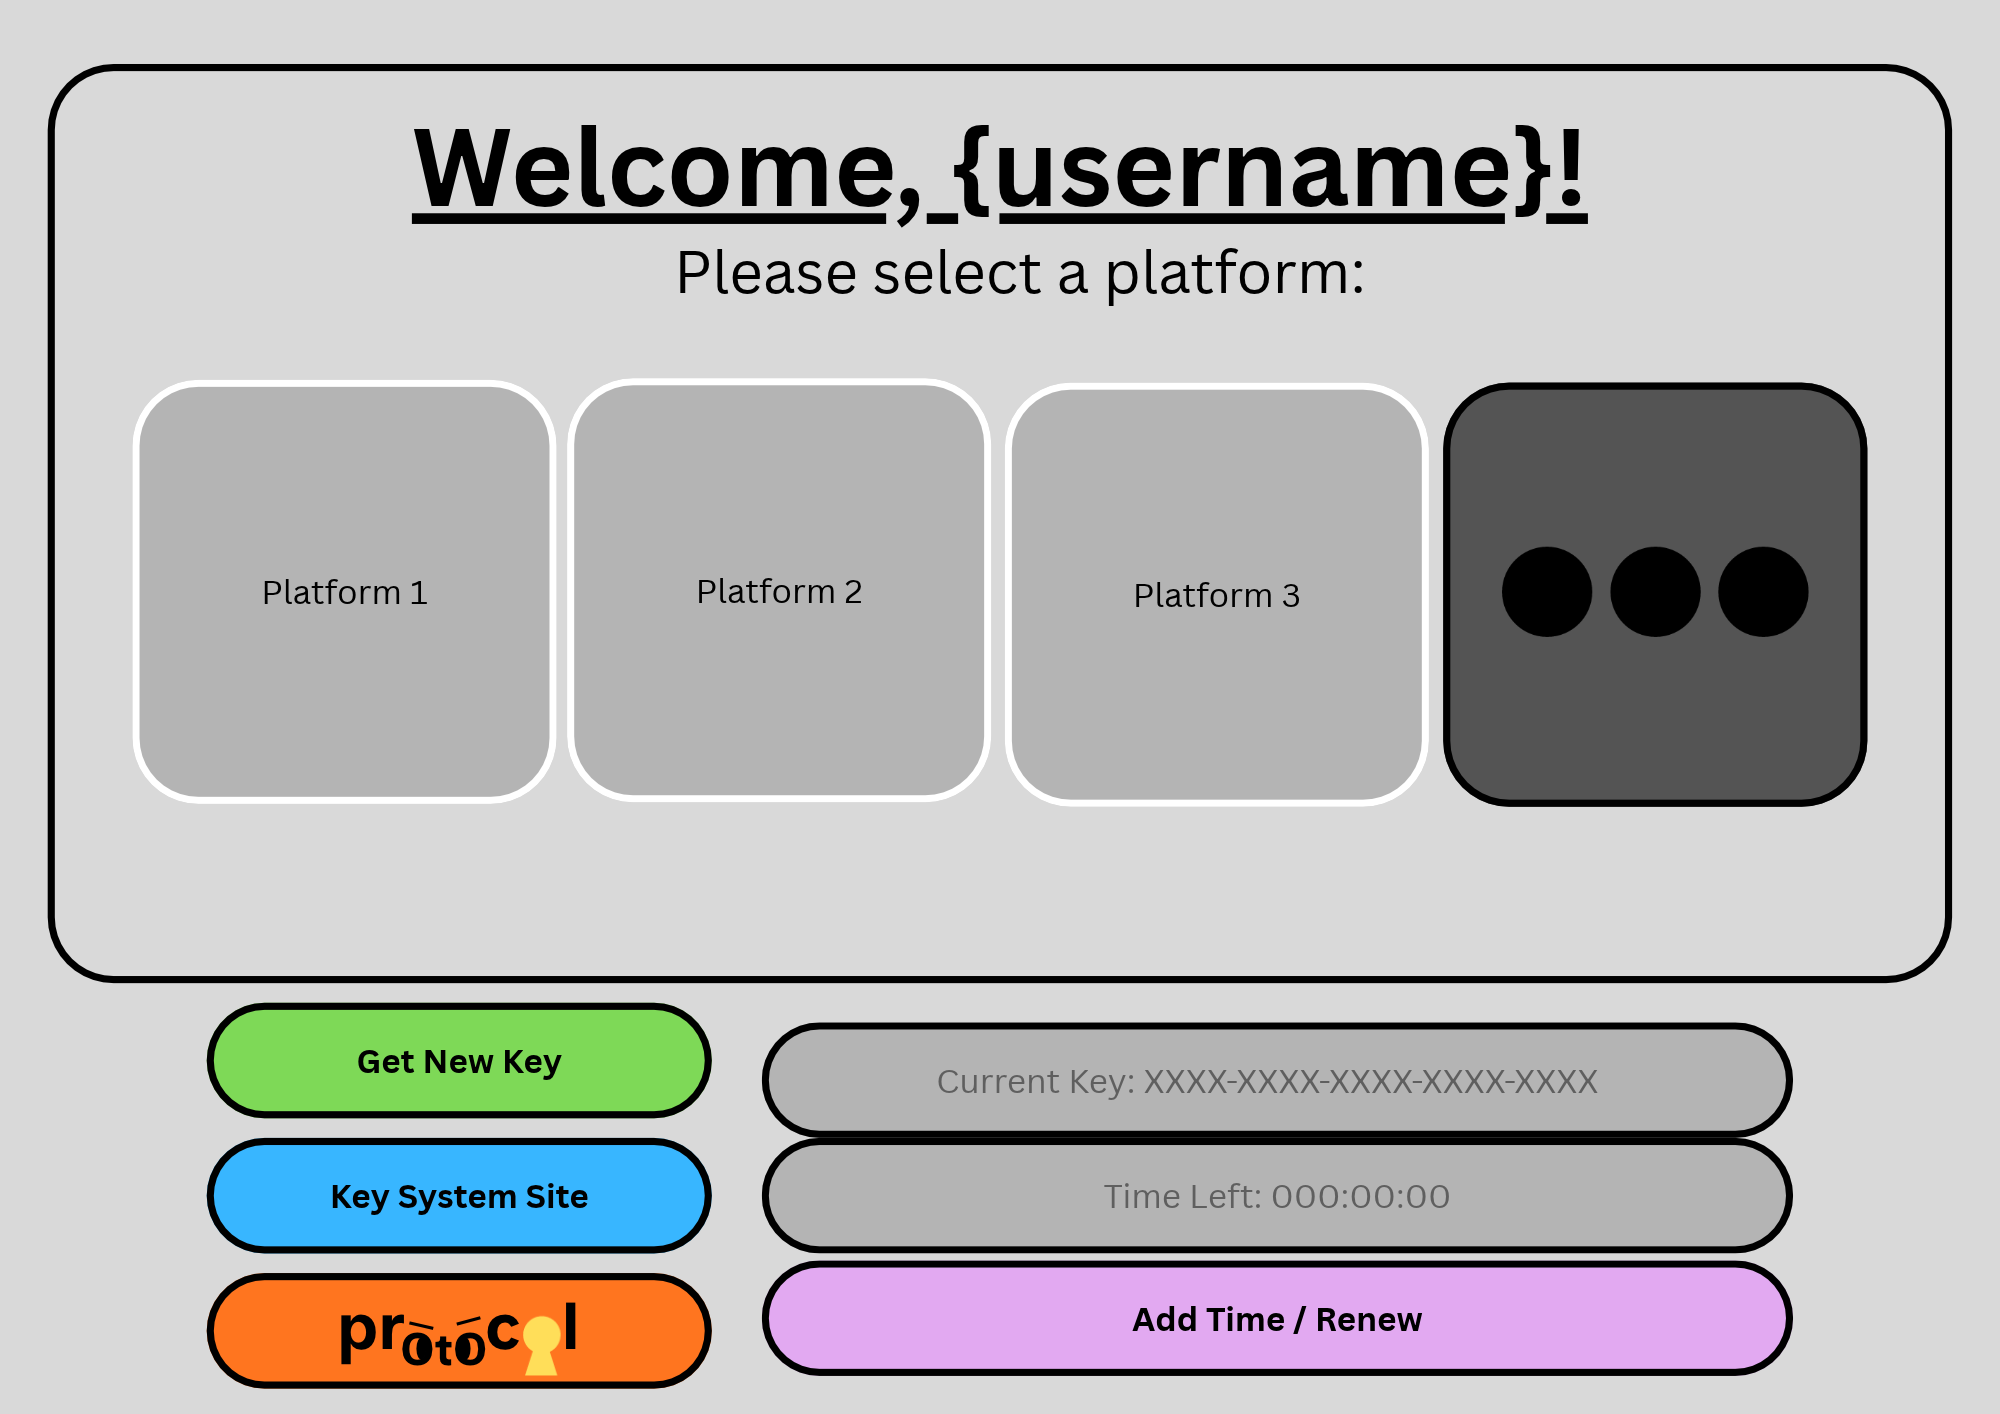 Welcome, {username}!
Please select a platform:
Platform 1
Platform 2
Platform 3
Get New Key
Current Key: XXXX-XXXX-XXXX-XXXX-XXXX
Key System Site
Time Left: 000:00:00
protocol
Add Time / Renew